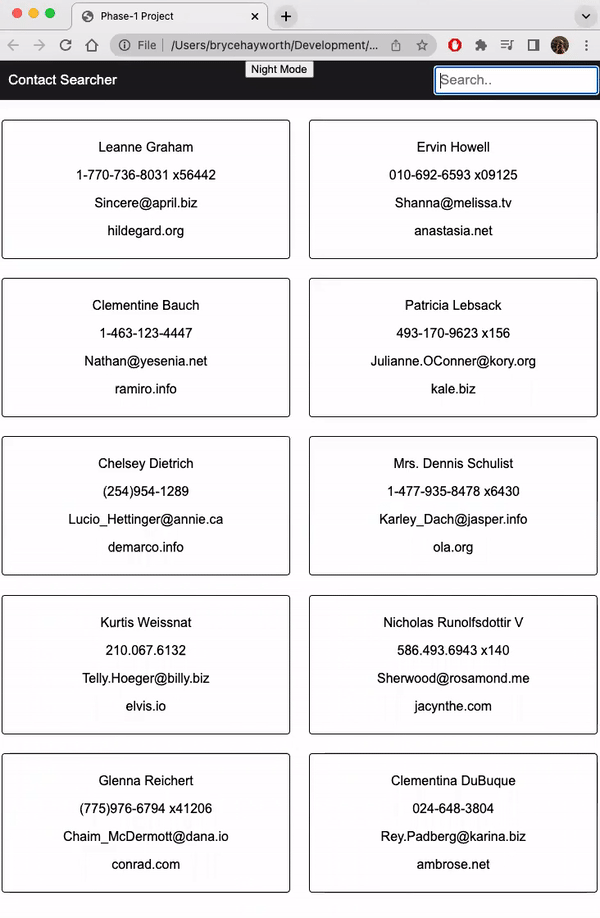 Phase-1 Project
File
/Users/brycehayworth/Development/...
Night Mode
Contact Searcher
Search..
Leanne Graham
1-770-736-8031 x56442
Sincere@april.biz
hildegard.org
Ervin Howell
010-692-6593 x09125
Shanna@melissa.tv
anastasia.net
Clementine Bauch
1-463-123-4447
Nathan@yesenia.net
ramiro.info
Patricia Lebsack
493-170-9623 x156
Julianne.OConner@kory.org
kale.biz
Chelsey Dietrich
(254)954-1289
Lucio_Hettinger@annie.ca
demarco.info
Mrs. Dennis Schulist
1-477-935-8478 x6430
Karley_Dach@jasper.info
ola.org
Kurtis Weissnat
210.067.6132
Telly.Hoeger@billy.biz
elvis.io
Nicholas Runolfsdottir V
586.493.6943 x140
Sherwood@rosamond.me
jacynthe.com
Glenna Reichert
(775)976-6794 x41206
Chaim_McDermott@dana.io
conrad.com
Clementina DuBuque
024-648-3804
Rey.Padberg@karina.biz
ambrose.net